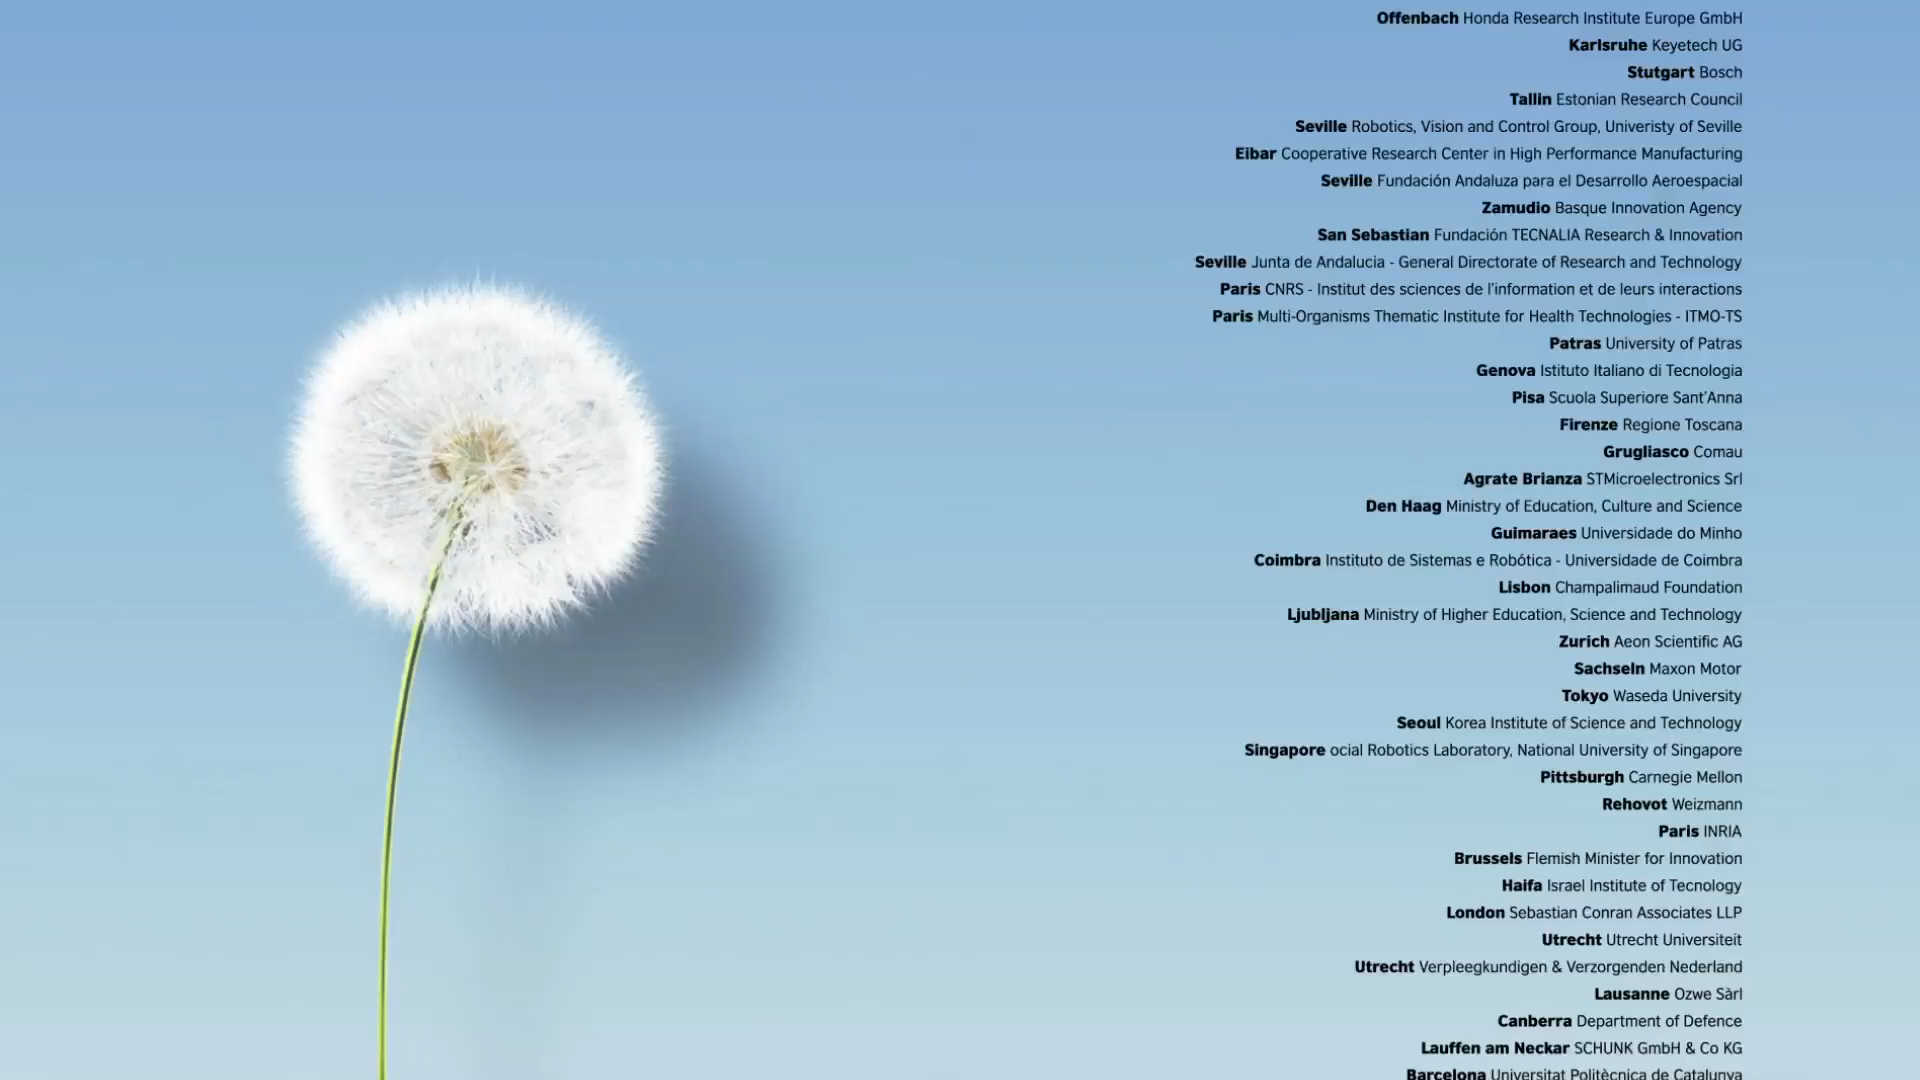 Offenbach Honda Research Institute Europe GmbH
Karlsruhe Keyetech UG
Stutgart Bosch
Tallin Estonian Research Council
Seville Robotics, Vision and Control Group, Univeristy of Seville
Eibar Cooperative Research Center in High Performance Manufacturing
Seville Fundación Andaluza para el Desarrollo Aeroespacial
Zamudio Basque Innovation Agency
San Sebastian Fundación TECNALIA Research & Innovation
Seville Junta de Andalucia - General Directorate of Research and Technology
Paris CNRS - Institut des sciences de l'information et de leurs interactions
Paris Multi-Organisms Thematic Institute for Health Technologies - ITMO-TS
Patras University of Patras
Genova Istituto Italiano di Tecnologia
Pisa Scuola Superiore Sant'Anna
Firenze Regione Toscana
Grugliasco Comau
Agrate Brianza STMicroelectronics Srl
Den Haag Ministry of Education, Culture and Science
Guimaraes Universidade do Minho
Coimbra Instituto de Sistemas e Robótica - Universidade de Coimbra
Lisbon Champalimaud Foundation
Ljubljana Ministry of Higher Education, Science and Technology
Zurich Aeon Scientific AG
Sachseln Maxon Motor
Tokyo Waseda University
Seoul Korea Institute of Science and Technology
Singapore ocial Robotics Laboratory, National University of Singapore
Pittsburgh Carnegie Mellon
Rehovot Weizmann
Paris INRIA
Brussels Flemish Minister for Innovation
Haifa Israel Institute of Tecnology
London Sebastian Conran Associates LLP
Utrecht Utrecht Universiteit
Utrecht Verpleegkundigen & Verzorgenden Nederland
Lausanne Ozwe Sàrl
Canberra Department of Defence
Lauffen am Neckar SCHUNK GmbH & Co KG
Barcelona Universitat Politècnica de Catalunya